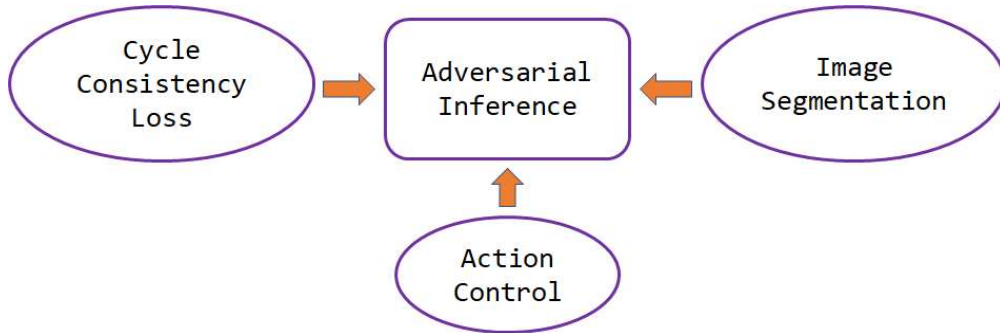 Cycle
Consistency
Loss
Adversarial
Inference
Image
Segmentation
Action
Control